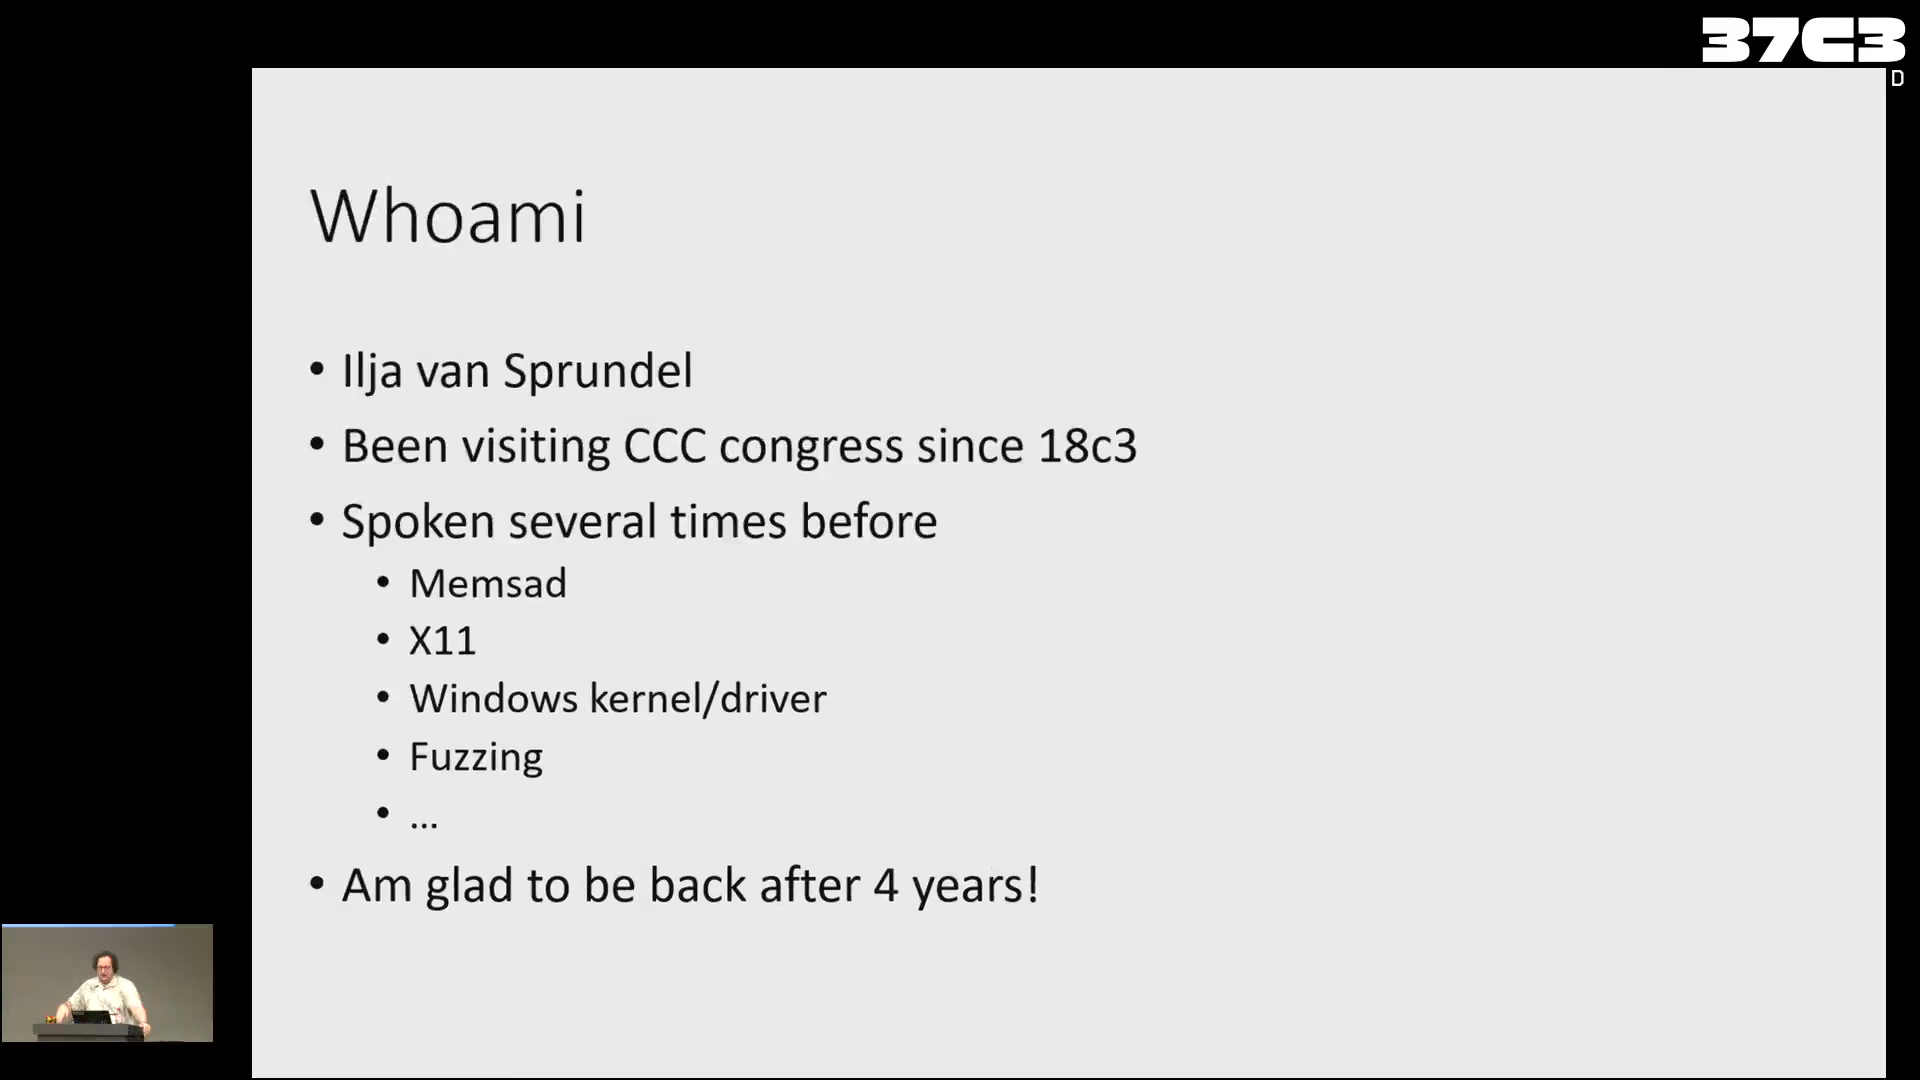 37C3
D
Whoami
• Ilja van Sprundel
• Been visiting CCC congress since 18c3
• Spoken several times before
• Memsad
• X11
• Windows kernel/driver
• Fuzzing
• ...
• Am glad to be back after 4 years!